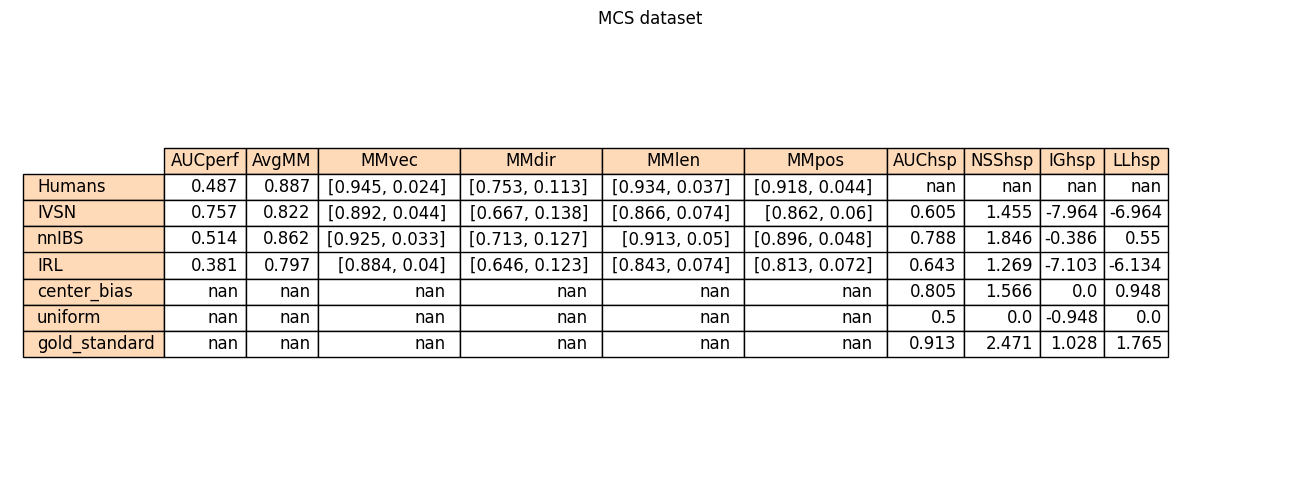 MCS dataset
AUCperf AvgMM MMvec MMdir MMlen MMpos AUChsp NSShsp IGhsp LLhsp
Humans 0.487 0.887 [0.945, 0.024] [0.753, 0.113] [0.934, 0.037] [0.918, 0.044] nan nan nan nan
IVSN 0.757 0.822 [0.892, 0.044] [0.667, 0.138] [0.866, 0.074] [0.862, 0.06] 0.605 1.455 -7.964 -6.964
nnIBS 0.514 0.862 [0.925, 0.033] [0.713, 0.127] [0.913, 0.05] [0.896, 0.048] 0.788 1.846 -0.386 0.55
IRL 0.381 0.797 [0.884, 0.04] [0.646, 0.123] [0.843, 0.074] [0.813, 0.072] 0.643 1.269 -7.103 -6.134
center_bias nan nan nan nan nan nan 0.805 1.566 0.0 0.948
uniform nan nan nan nan nan nan 0.5 0.0 -0.948 0.0
gold_standard nan nan nan nan nan nan 0.913 2.471 1.028 1.765